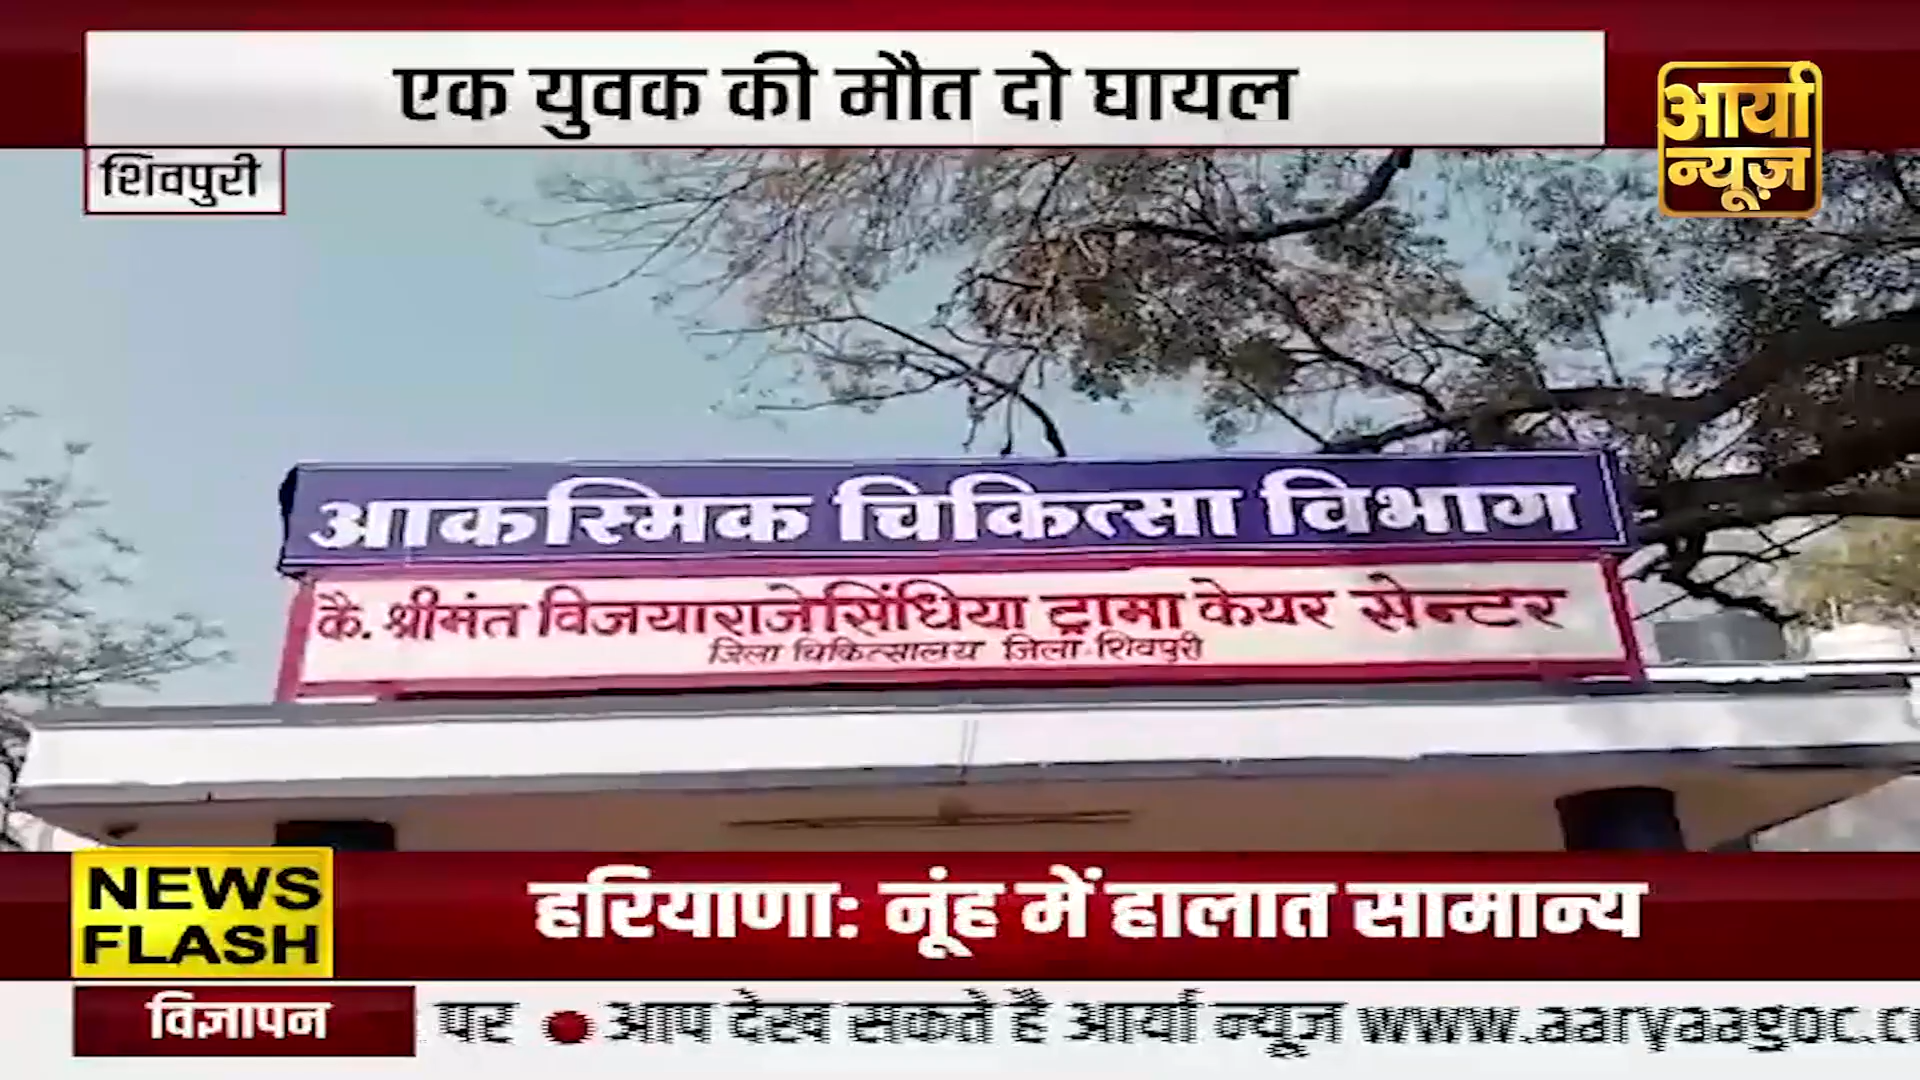 एक युवक की मौत दो घायल
आर्या
न्यूज़
शिवपुरी
आकस्मिक चिकित्सा विभाग
कै. श्रीमंत विजयाराजे सिंधिया ट्रामा केयर सेन्टर
जिला चिकित्सालय जिला-शिवपुरी
NEWS
FLASH
हरियाणा: नूंह में हालात सामान्य
विज्ञापन
पर ● आप देख सकते हैं आर्या न्यूज www.aaryaagoc.c